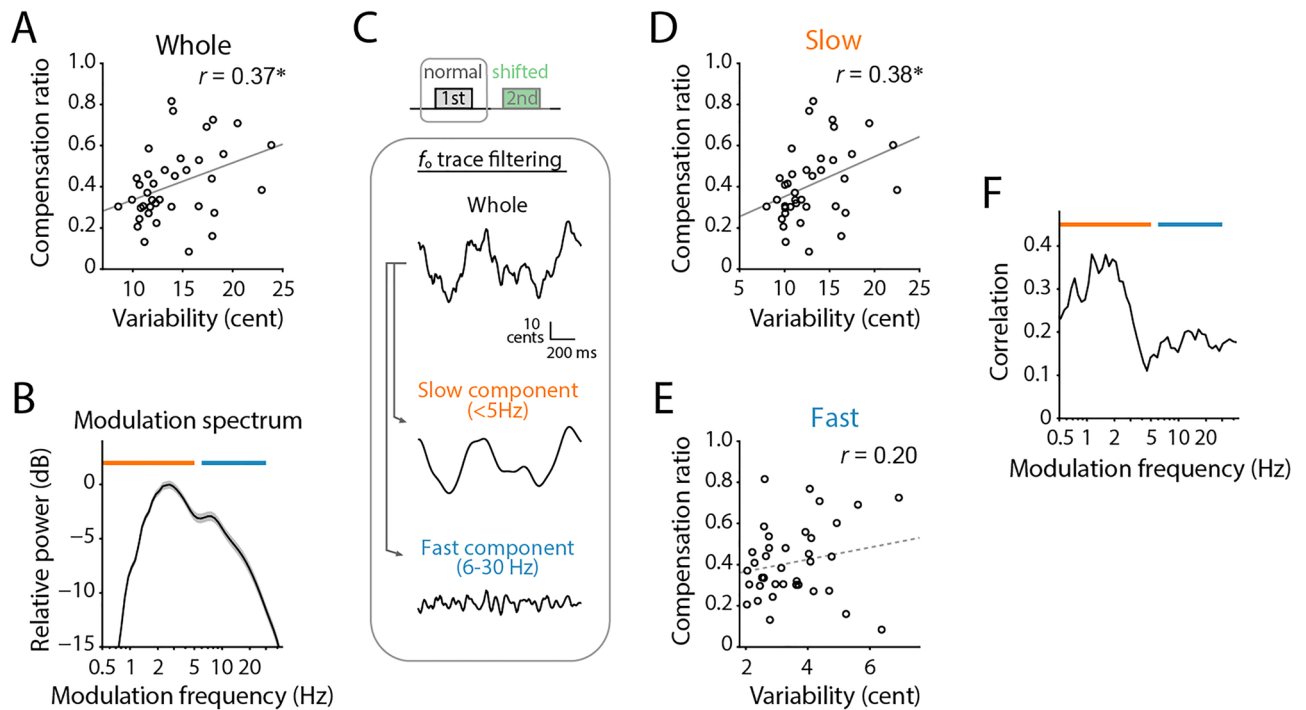 A
Whole
r = 0.37*
Compensation ratio
1.0
0.8
0.6
0.4
0.2
0
10
15
20
25
Variability (cent)
B
Modulation spectrum
Relative power (dB)
0
−5
−10
−15
0.5
1
2
5
10
20
Modulation frequency (Hz)
C
normal
shifted
1st
2nd
fo trace filtering
Whole
10
cents
200 ms
Slow component
(<5Hz)
Fast component
(6-30 Hz)
D
Slow
r = 0.38*
Compensation ratio
1.0
0.8
0.6
0.4
0.2
0
5
10
15
20
25
Variability (cent)
E
Fast
r = 0.20
Compensation ratio
1.0
0.8
0.6
0.4
0.2
0
2
4
6
Variability (cent)
F
Correlation
0.4
0.3
0.2
0.1
0
0.5
1
2
5
10
20
Modulation frequency (Hz)